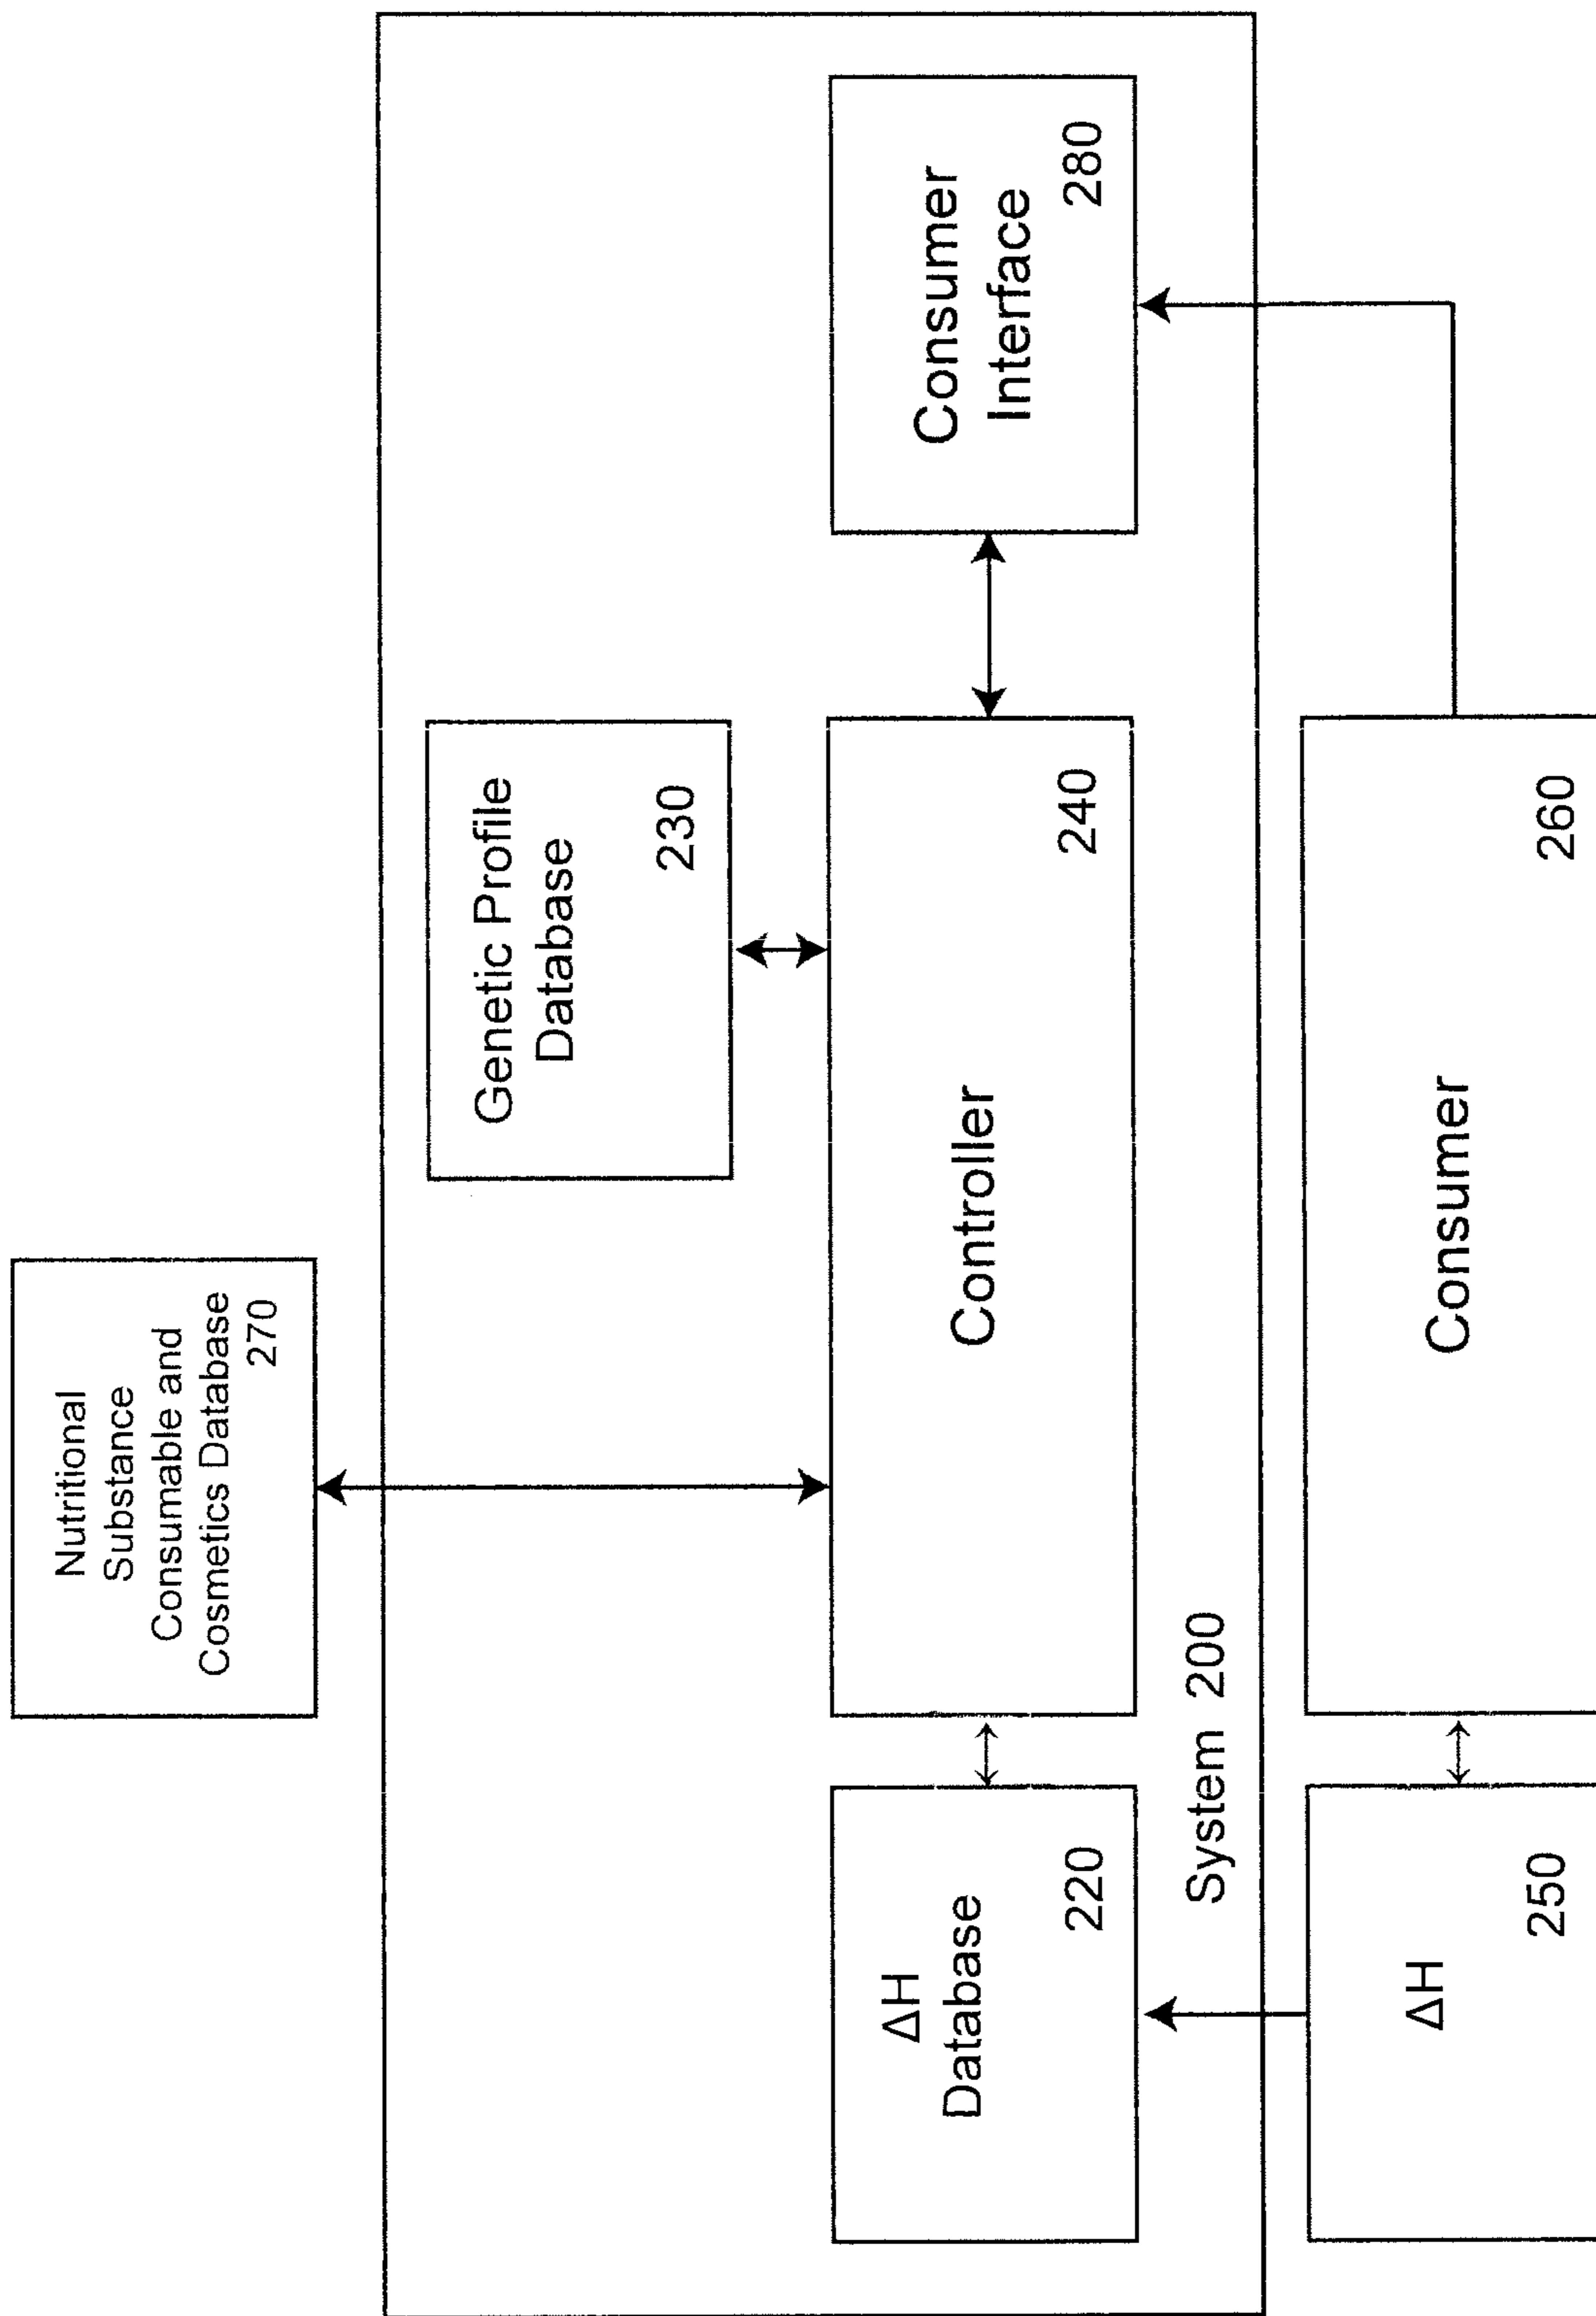 Nutritional
Substance
Consumable and
Cosmetics Database
270
Genetic Profile
Database
230
ΔH
Database
220
Controller
240
Consumer
Interface
280
System 200
ΔH
250
Consumer
260